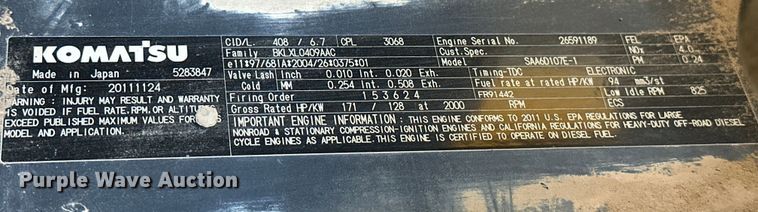 KOMATSU
Made in Japan 5283847
Date of Mfg: 20111124
WARNING : INJURY MAY RESULT AND WARRANTY
IS VOIDED IF FUEL RATE.RPM. OR ALTITUDES
EXCEED PUBLISHED MAXIMUM VALUES FOR THIS
MODEL AND APPLICATION.
CID/L. 408 / 6.7 CPL 3068 Engine Serial No. 26591189
Family BKLXL0409AAC Cust.Spec.
e11*97/68IA*2004/26*0375*01 Model SAA6D107E-1
Valve Lash Inch 0.010 Int. 0.020 Exh. Timing-TDC ELECTRONIC
Cold MM 0.254 Int. 0.508 Exh. Fuel rate at rated HP/KW 94 mm3/st
Firing Order 1 5 3 6 2 4 FR91442 Low idle RPM 825
Gross Rated HP/KW 171 / 128 at 2000 RPM ECS
IMPORTANT ENGINE INFORMATION : THIS ENGINE CONFORMS TO 2011 U.S. EPA REGULATIONS FOR LARGE
NONROAD & STATIONARY COMPRESSION-IGNITION ENGINES AND CALIFORNIA REGULATIONS FOR HEAVY-DUTY OFF-ROAD DIESEL
CYCLE ENGINES AS APPLICABLE.THIS ENGINE IS CERTIFIED TO OPERATE ON DIESEL FUEL.
FEL EPA
NOx 4.0
PM 0.24
Purple Wave Auction